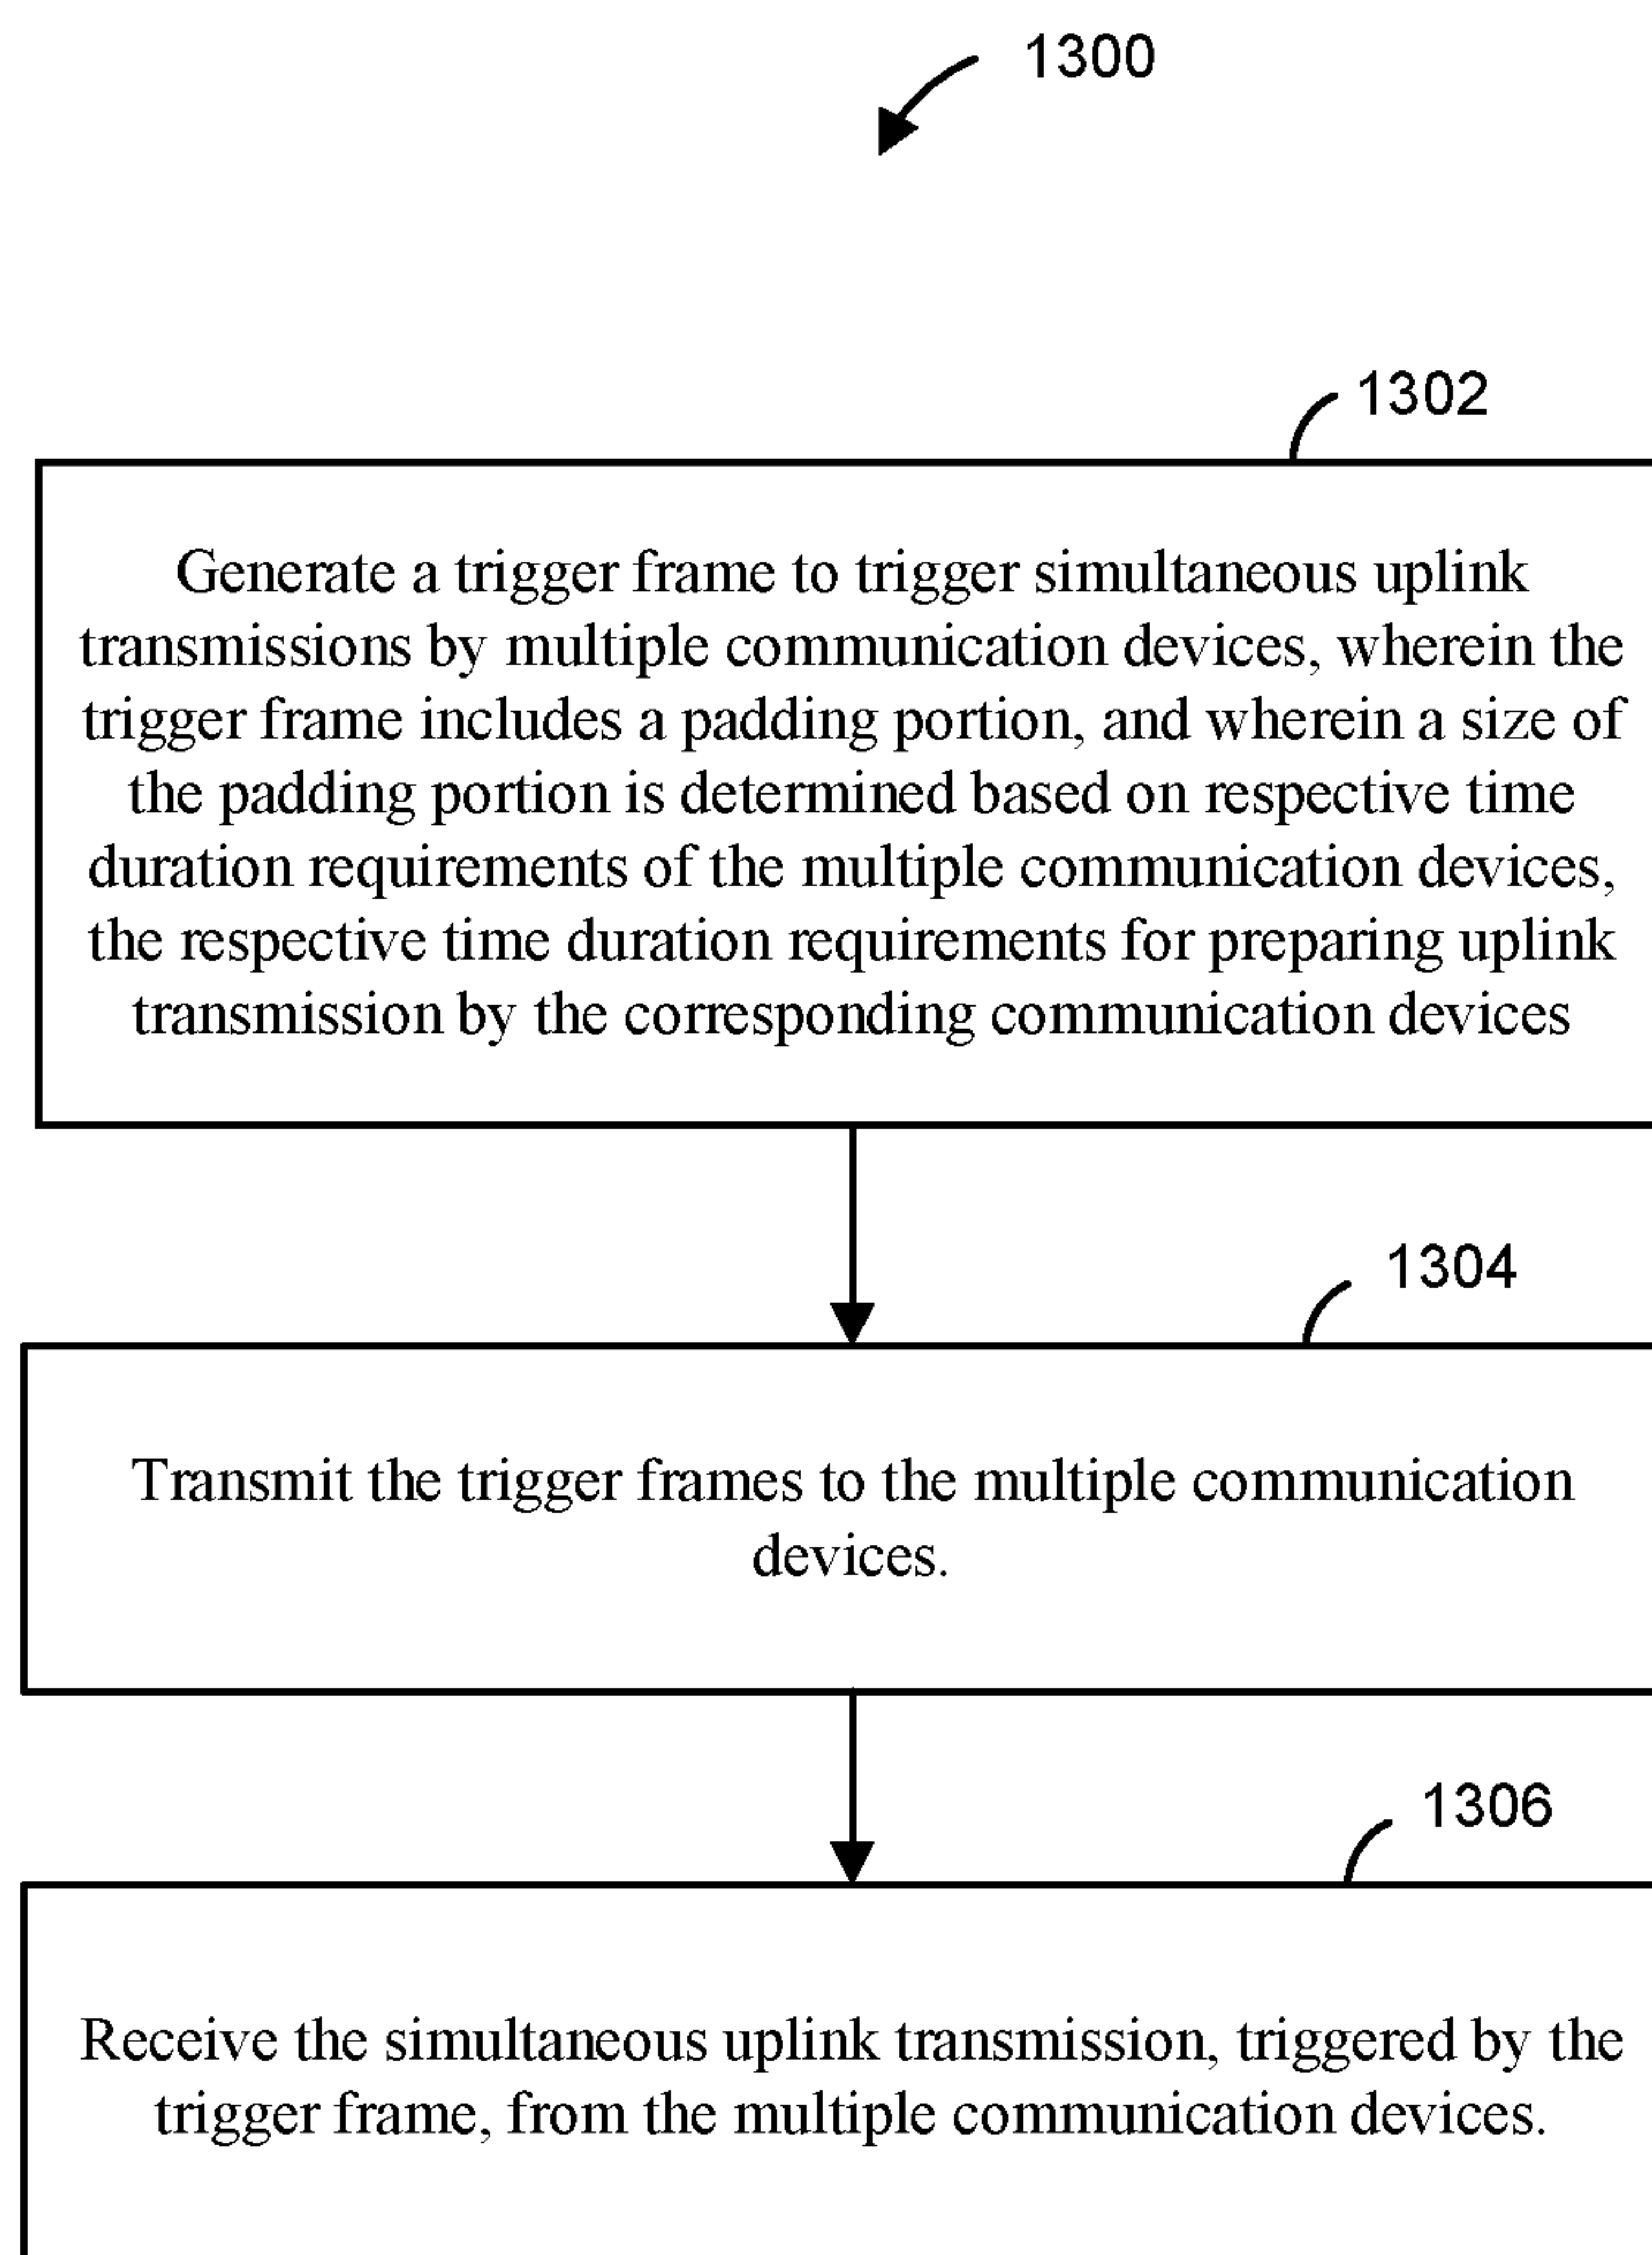 1300
1302
Generate a trigger frame to trigger simultaneous uplink
transmissions by multiple communication devices, wherein the
trigger frame includes a padding portion, and wherein a size of
the padding portion is determined based on respective time
duration requirements of the multiple communication devices,
the respective time duration requirements for preparing uplink
transmission by the corresponding communication devices
1304
Transmit the trigger frames to the multiple communication
devices.
1306
Receive the simultaneous uplink transmission, triggered by the
trigger frame, from the multiple communication devices.